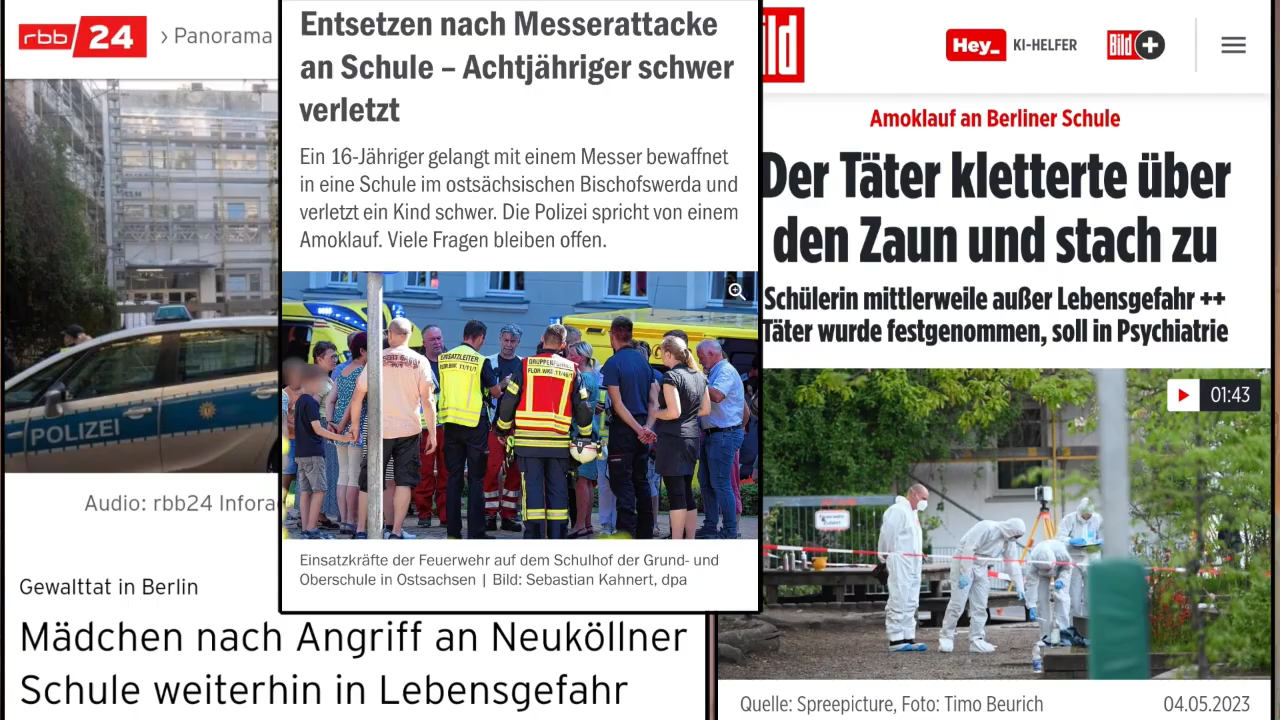 rbb 24
› Panorama
POLIZEI
Audio: rbb24 Infora
Gewalttat in Berlin
Mädchen nach Angriff an Neuköllner
Schule weiterhin in Lebensgefahr
Entsetzen nach Messerattacke
an Schule – Achtjähriger schwer
verletzt
Ein 16-Jähriger gelangt mit einem Messer bewaffnet
in eine Schule im ostsächsischen Bischofswerda und
verletzt ein Kind schwer. Die Polizei spricht von einem
Amoklauf. Viele Fragen bleiben offen.
EINSATZLEITER
Einsatzkräfte der Feuerwehr auf dem Schulhof der Grund- und
Oberschule in Ostsachsen | Bild: Sebastian Kahnert, dpa
ild
Hey_ KI-HELFER
Bild +
Amoklauf an Berliner Schule
Der Täter kletterte über
den Zaun und stach zu
Schülerin mittlerweile außer Lebensgefahr ++
Täter wurde festgenommen, soll in Psychiatrie
01:43
Quelle: Spreepicture, Foto: Timo Beurich
04.05.2023